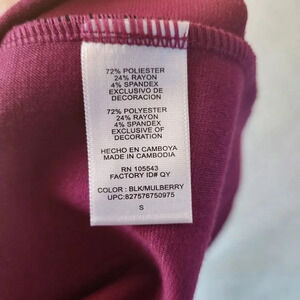 72% POLIESTER
24% RAYON
4% SPANDEX
EXCLUSIVO DE
DECORACION
72% POLYESTER
24% RAYON
4% SPANDEX
EXCLUSIVE OF
DECORATION
HECHO EN CAMBOYA
MADE IN CAMBODIA
RN 105543
FACTORY ID# QY
COLOR : BLK/MULBERRY
UPC:827576750975
S